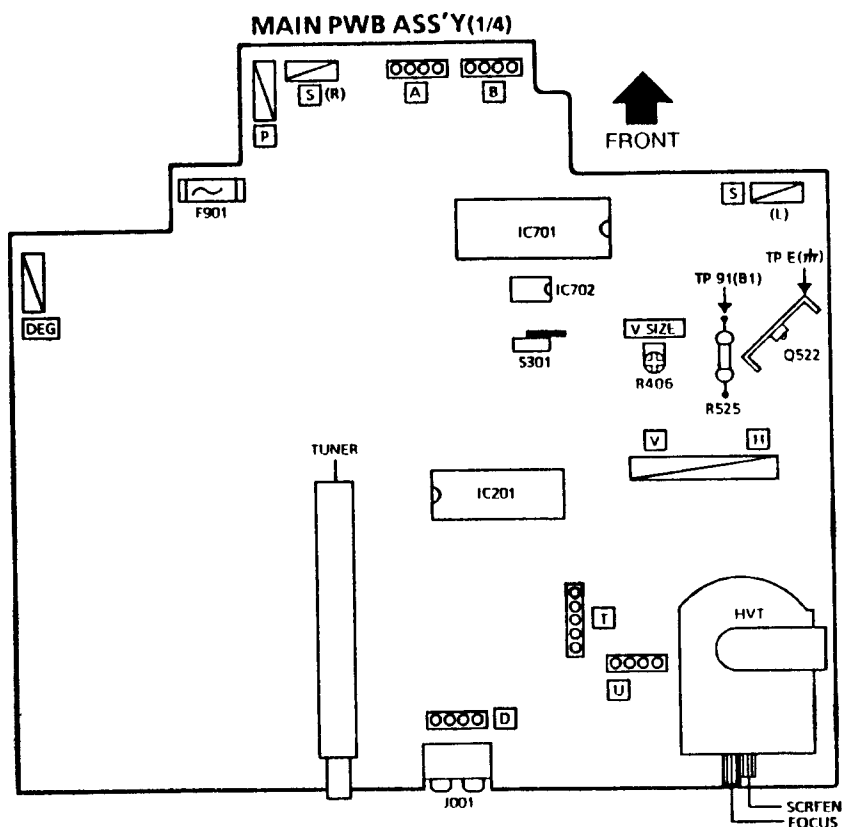 MAIN PWB ASS'Y(1/4)
S (R)
A
B
P
FRONT
F901
S
(L)
IC701
TP E
TP 91(B1)
IC702
DEG
V SIZE
S301
Q522
R406
R525
TUNER
V
H
IC201
HVT
T
U
D
J001
SCREEN
FOCUS